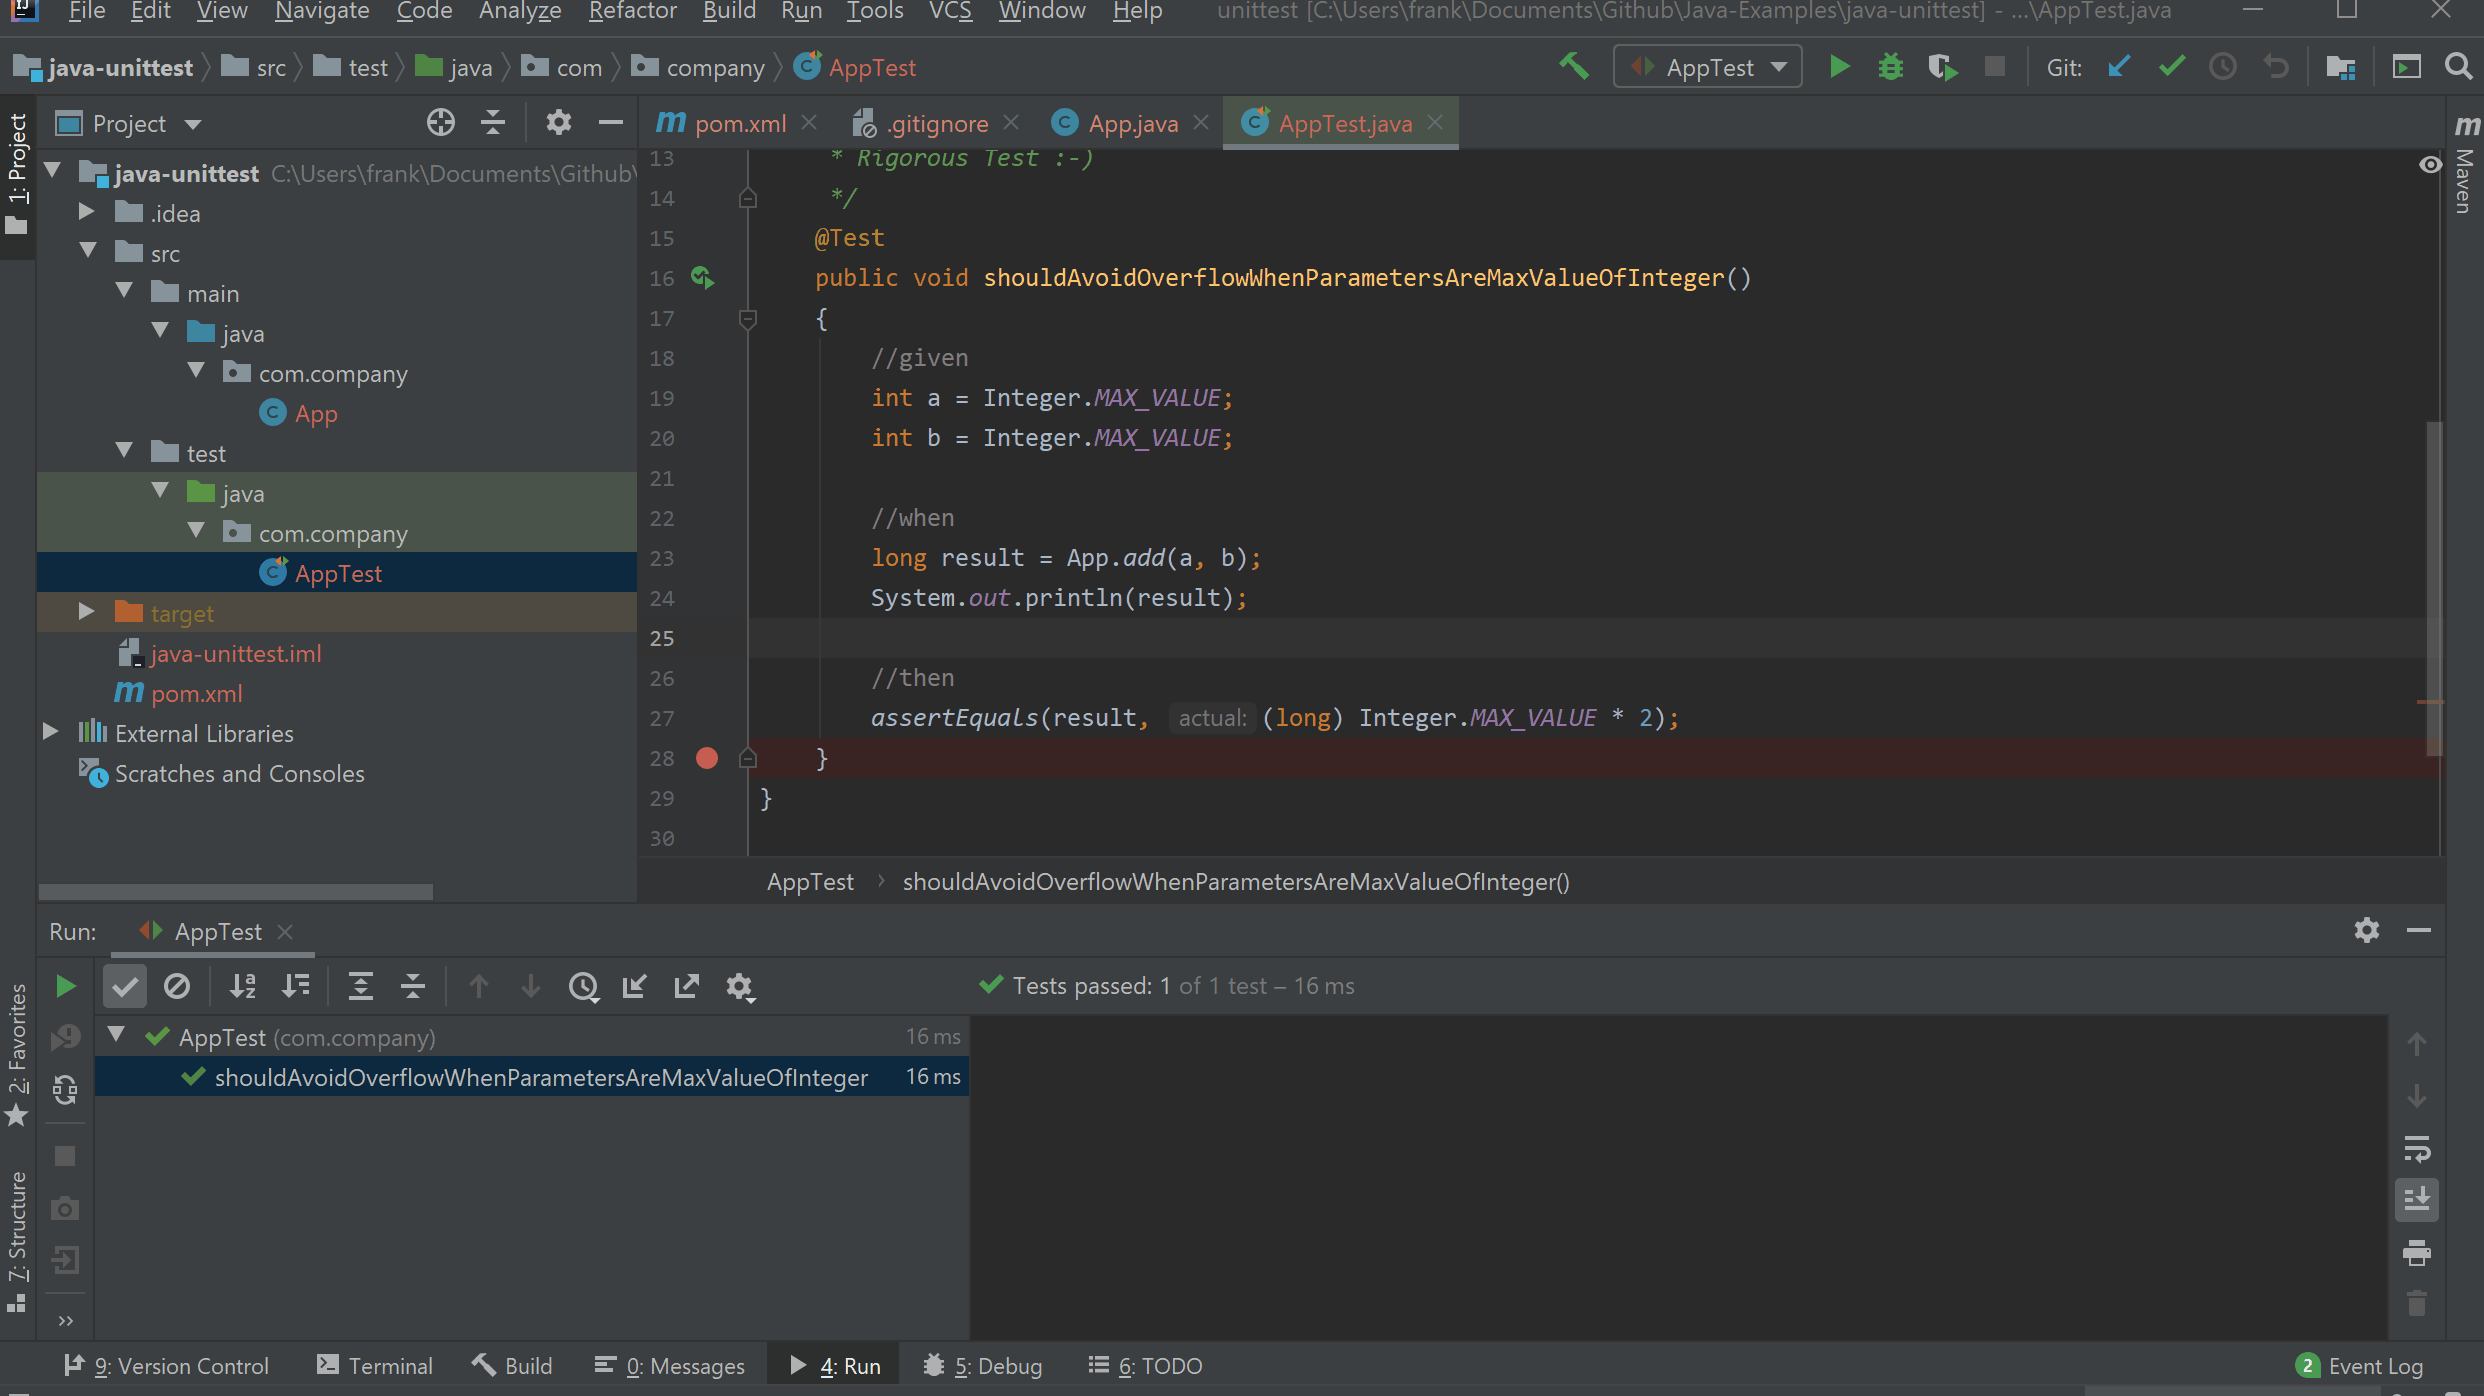 File Edit View Navigate Code Analyze Refactor Build Run Tools VCS Window Help unittest [C:\Users\frank\Documents\Github\Java-Examples\java-unittest] - ...\AppTest.java
java-unittest src test java com company AppTest AppTest Git:
1: Project
Project
pom.xml .gitignore App.java AppTest.java
Maven
java-unittest C:\Users\frank\Documents\Github\
.idea
src
main
java
com.company
App
test
java
com.company
AppTest
target
java-unittest.iml
pom.xml
External Libraries
Scratches and Consoles
13 * Rigorous Test :-)
14 */
15 @Test
16 public void shouldAvoidOverflowWhenParametersAreMaxValueOfInteger()
17 {
18 //given
19 int a = Integer.MAX_VALUE;
20 int b = Integer.MAX_VALUE;
21
22 //when
23 long result = App.add(a, b);
24 System.out.println(result);
25
26 //then
27 assertEquals(result, actual: (long) Integer.MAX_VALUE * 2);
28 }
29 }
30
AppTest shouldAvoidOverflowWhenParametersAreMaxValueOfInteger()
Run: AppTest
Tests passed: 1 of 1 test – 16 ms
AppTest (com.company) 16 ms
shouldAvoidOverflowWhenParametersAreMaxValueOfInteger 16 ms
2: Favorites
7: Structure
9: Version Control Terminal Build 0: Messages 4: Run 5: Debug 6: TODO 2 Event Log